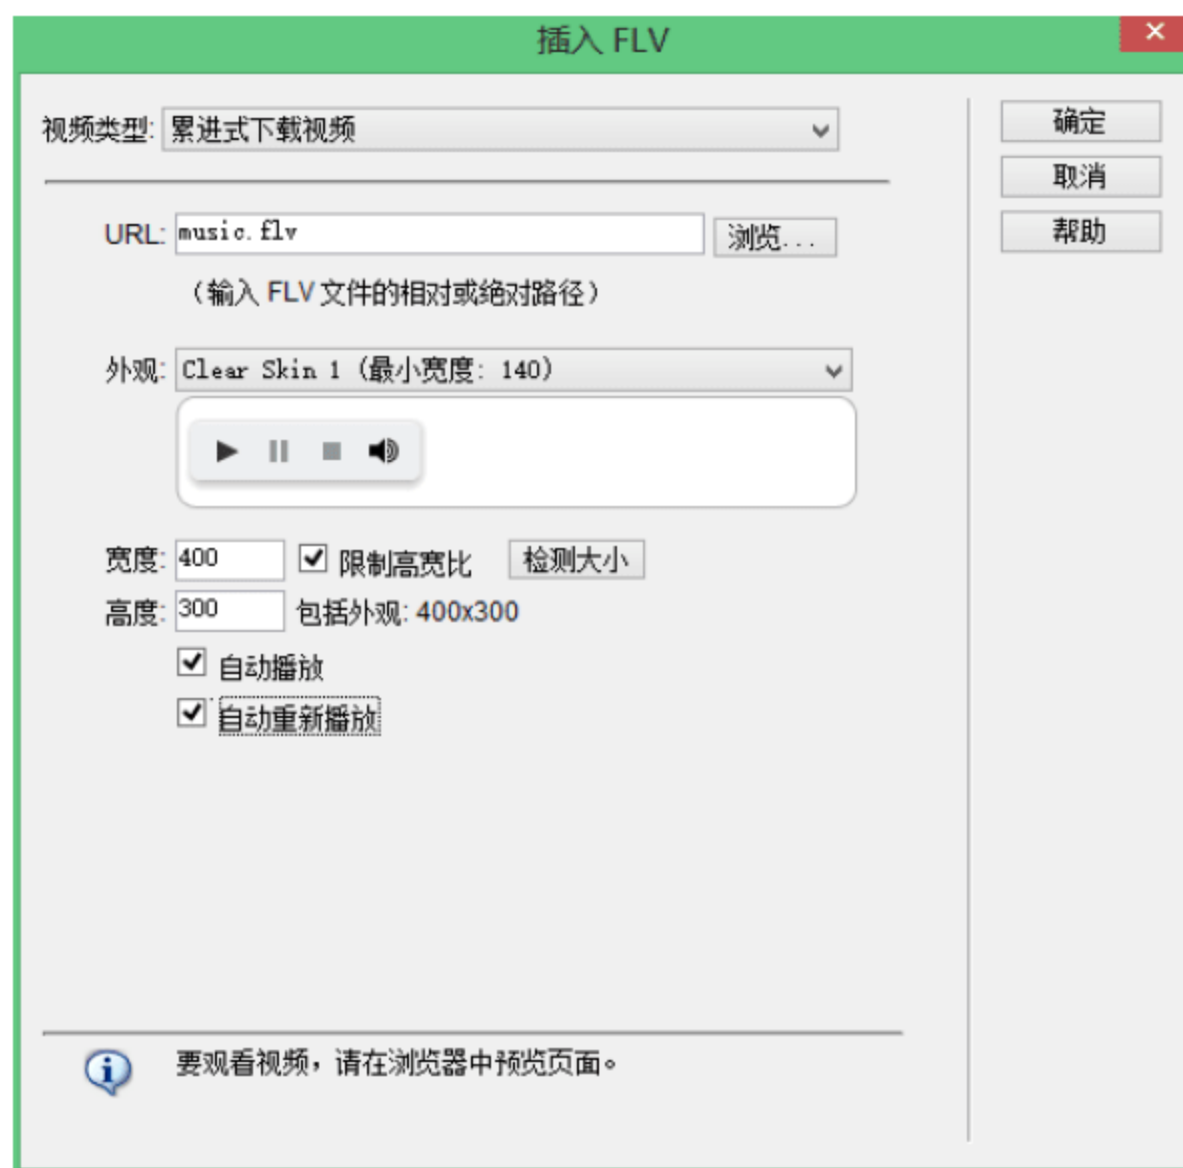 插入 FLV
视频类型: 累进式下载视频
确定
取消
帮助
URL: music.flv 浏览...
（输入 FLV 文件的相对或绝对路径）
外观: Clear Skin 1 (最小宽度: 140)
宽度: 400 限制高宽比 检测大小
高度: 300 包括外观: 400x300
自动播放
自动重新播放
要观看视频，请在浏览器中预览页面。